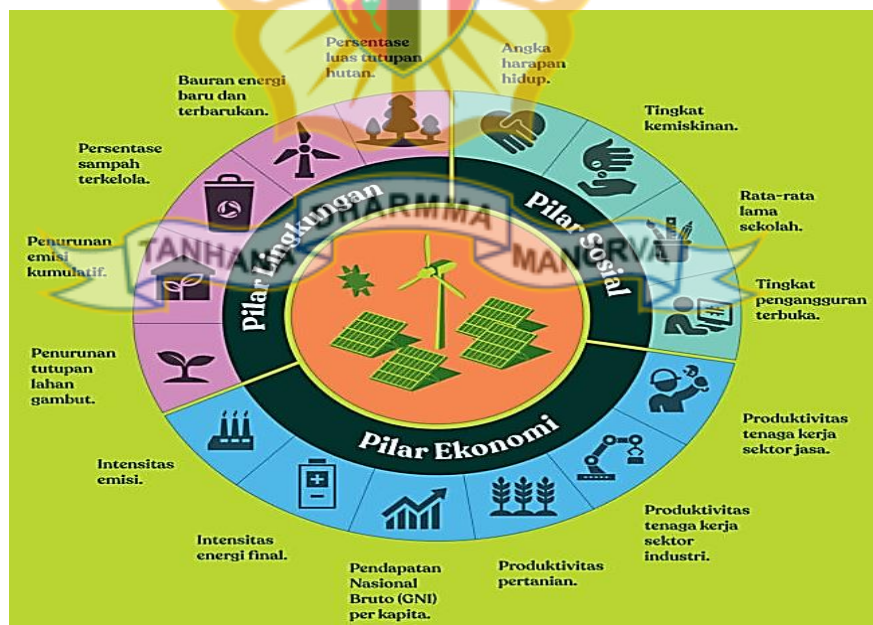 Persentase
luas tutupan
hutan.
Angka
harapan
hidup.
Bauran energi
baru dan
terbarukan.
Tingkat
kemiskinan.
Persentase
sampah
terkelola.
Rata-rata
lama
sekolah.
Penurunan
emisi
kumulatif.
Tingkat
pengangguran
terbuka.
Penurunan
tutupan
lahan
gambut.
Produktivitas
tenaga kerja
sektor jasa.
Intensitas
emisi.
Produktivitas
tenaga kerja
sektor
industri.
Intensitas
energi final.
Pendapatan
Nasional
Bruto (GNI)
per kapita.
Produktivitas
pertanian.
Pilar Lingkungan
Pilar Sosial
Pilar Ekonomi
TANHANA DHARMMA MANGRVA